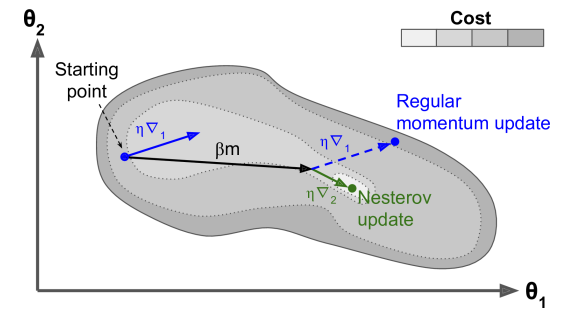 θ2
Cost
Starting
point
Regular
momentum update
η∇1
βm
η∇1
η∇2
Nesterov
update
θ1